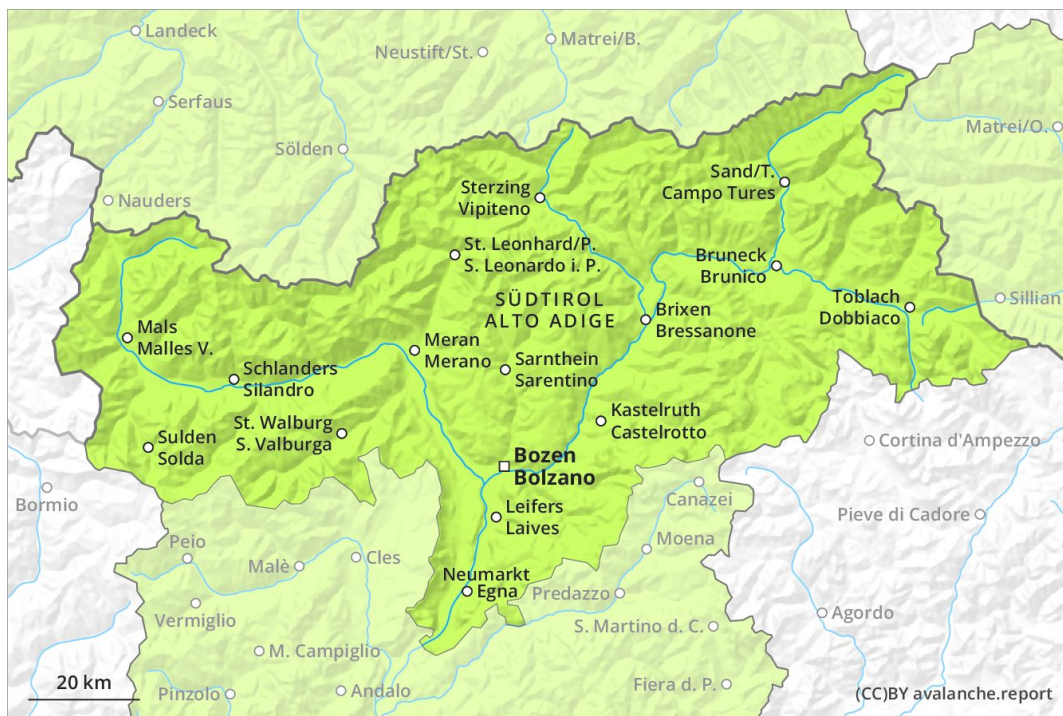 Landeck
Neustift/St.
Matrei/B.
Serfaus
Matrei/O.
Sölden
Nauders
Sterzing
Vipiteno
Sand/T.
Campo Tures
St. Leonhard/P.
S. Leonardo i. P.
Bruneck
Brunico
SÜDTIROL
ALTO ADIGE
Toblach
Dobbiaco
Sillian
Brixen
Bressanone
Mals
Malles V.
Meran
Merano
Sarnthein
Sarentino
Schlanders
Silandro
St. Walburg
S. Valburga
Kastelruth
Castelrotto
Sulden
Solda
Cortina d'Ampezzo
Bozen
Bolzano
Bormio
Canazei
Leifers
Laives
Pieve di Cadore
Peio
Moena
Cles
Malè
Neumarkt
Egna
Predazzo
Vermiglio
Agordo
S. Martino d. C.
M. Campiglio
20 km
Pinzolo
Andalo
Fiera d. P.
(CC)BY avalanche.report